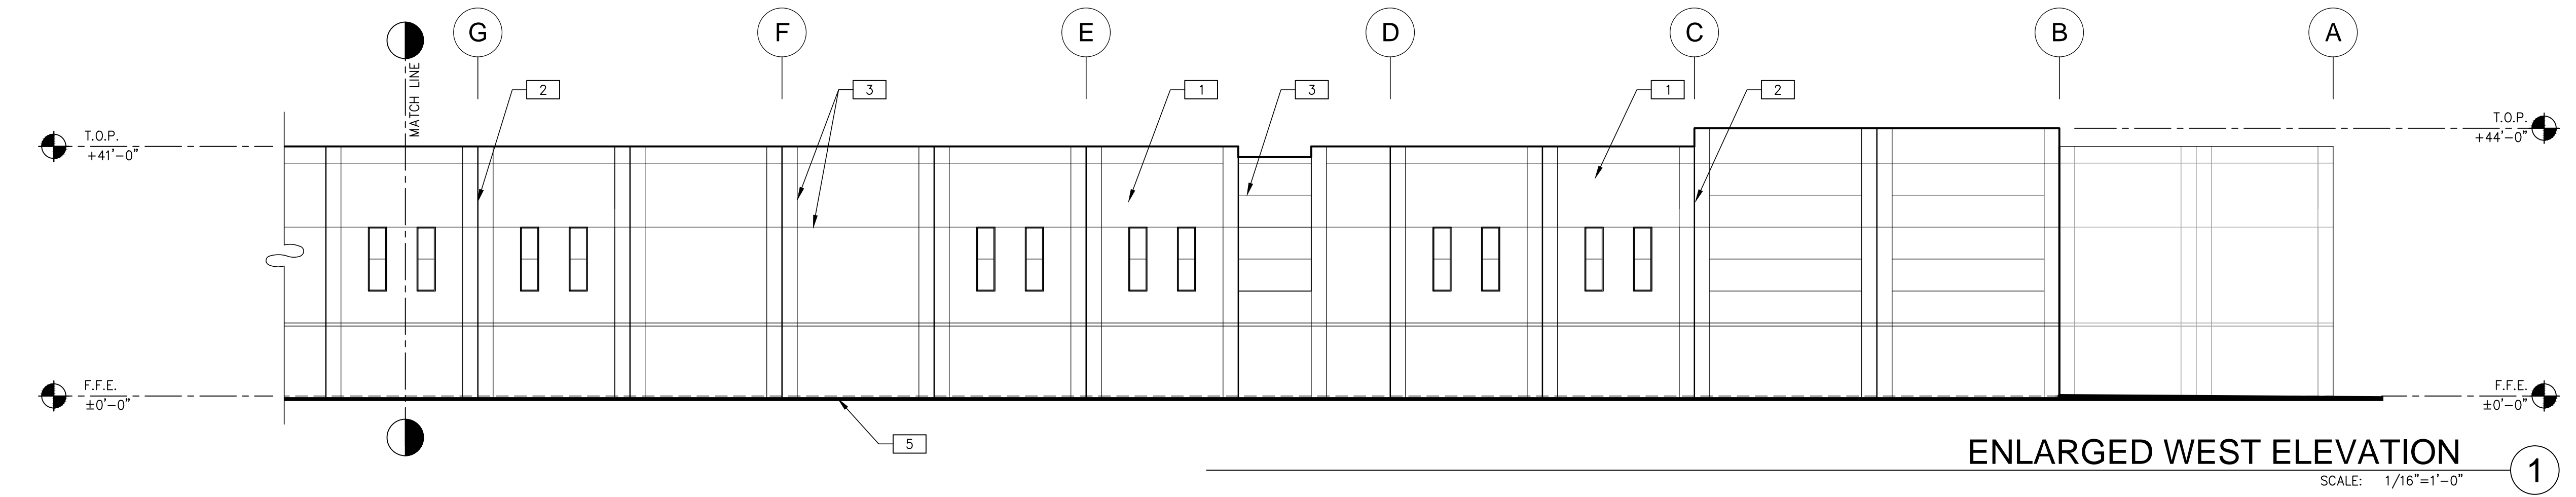 G F E D C B A
MATCH LINE
2 3 1 3 1 2
T.O.P.
+41'-0"
T.O.P.
+44'-0"
F.F.E.
±0'-0"
F.F.E.
±0'-0"
5
ENLARGED WEST ELEVATION
1
SCALE: 1/16"=1'-0"